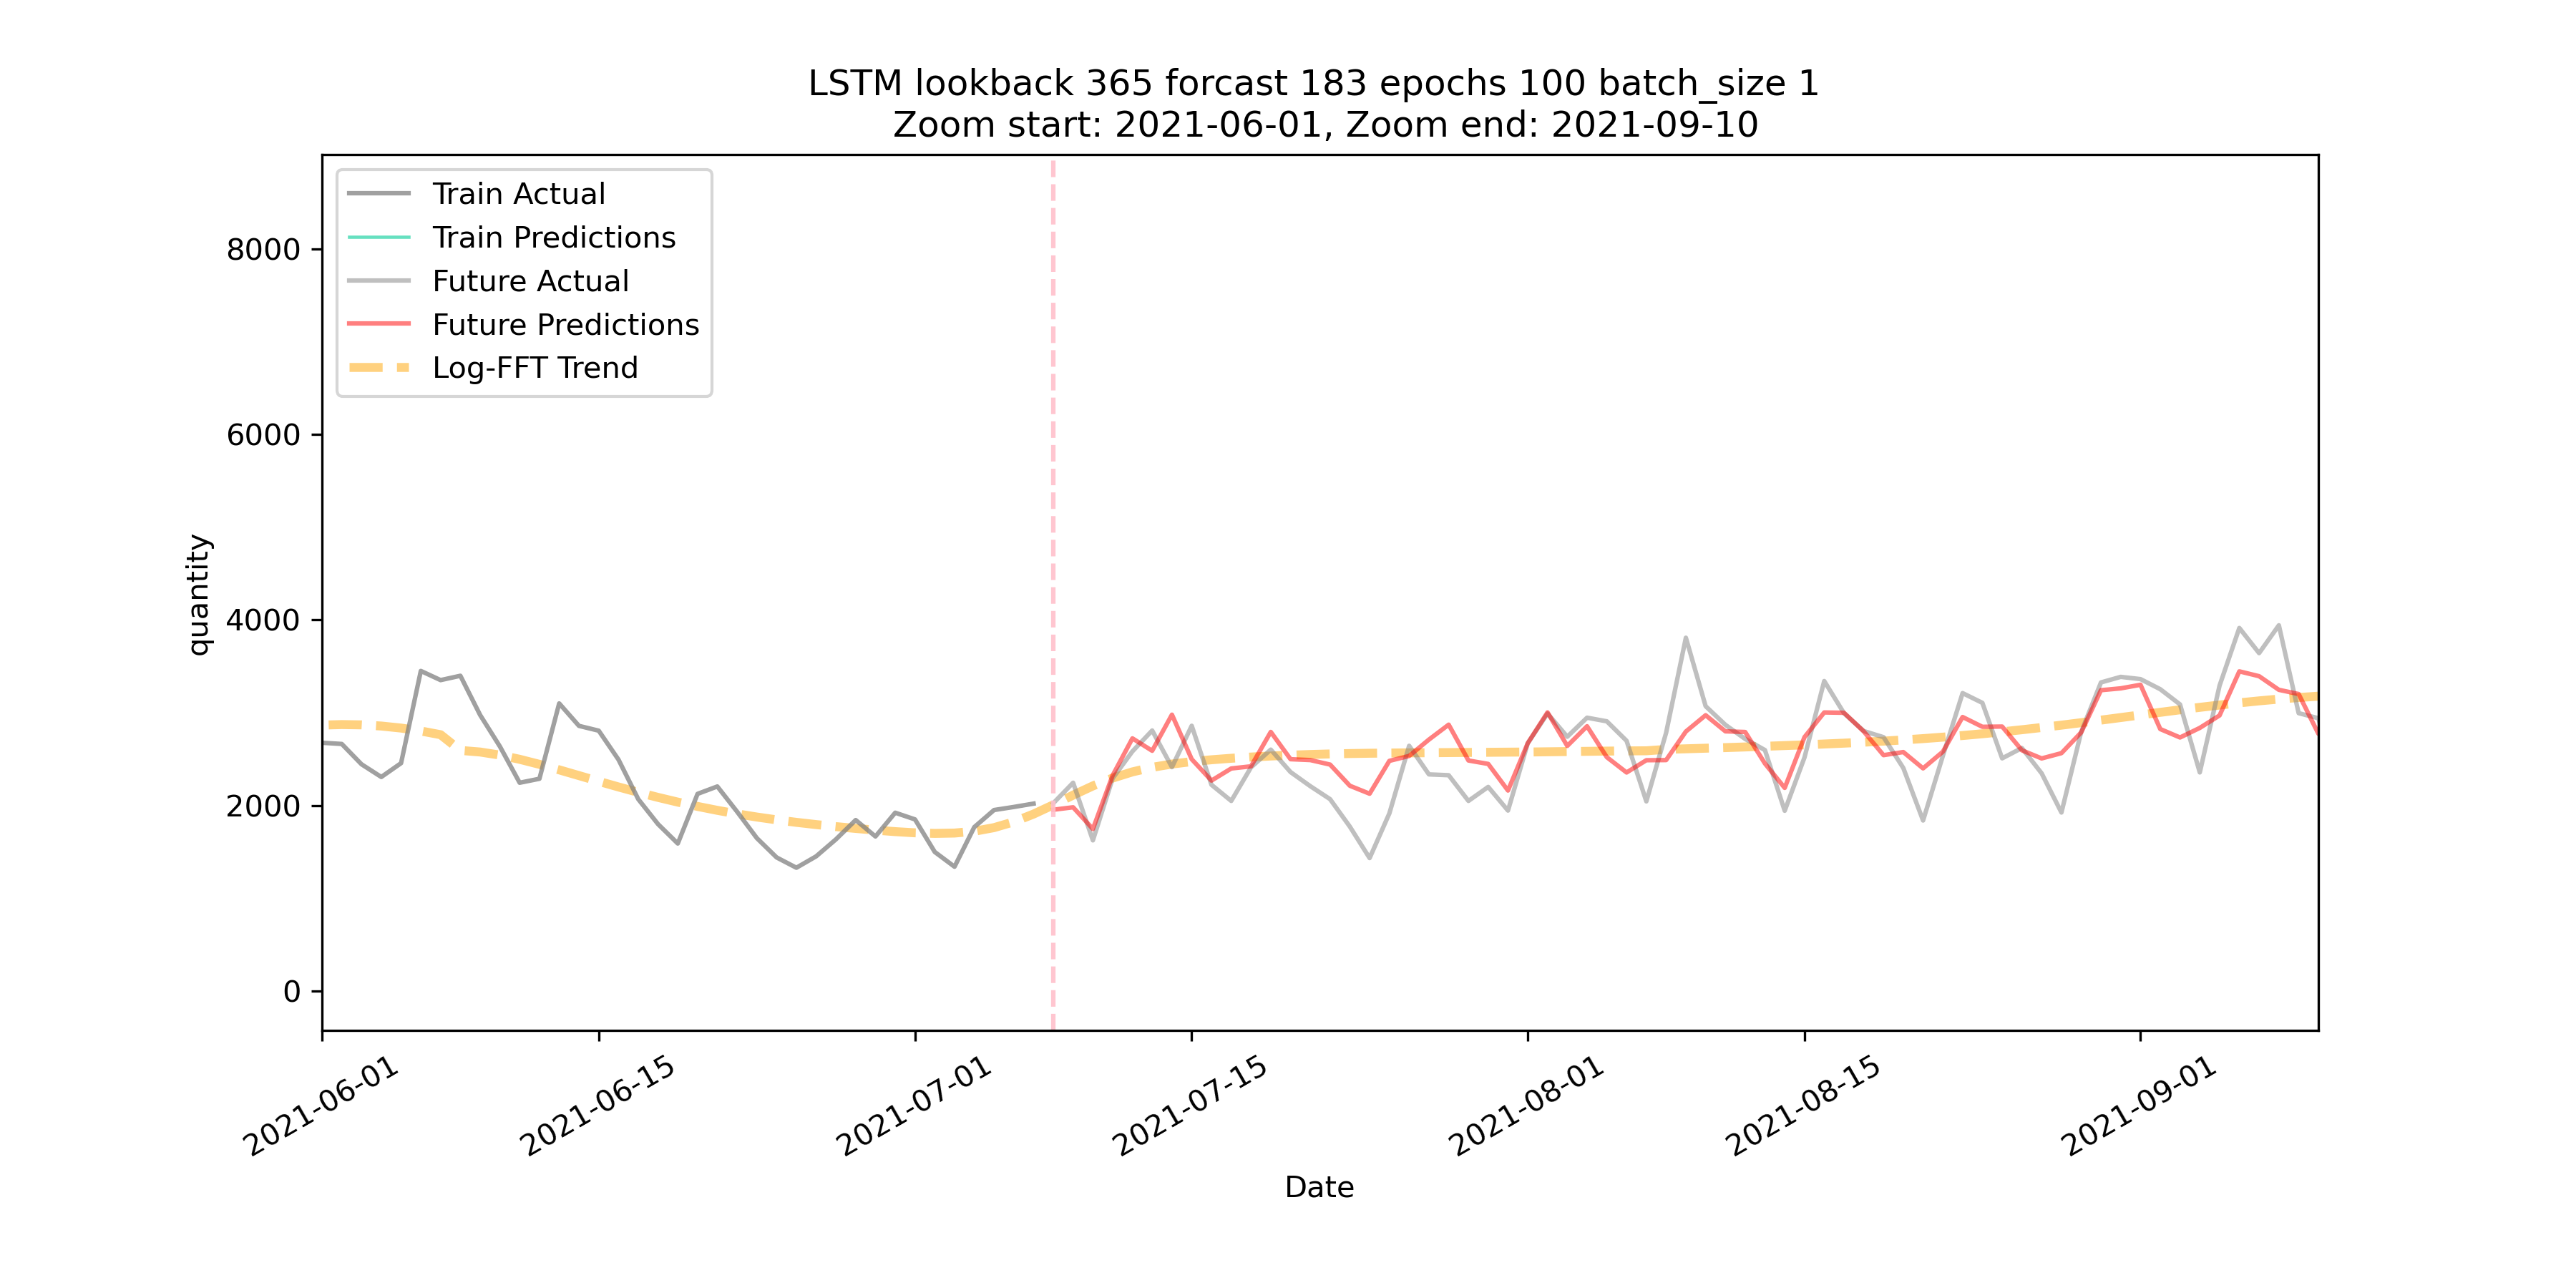 LSTM lookback 365 forcast 183 epochs 100 batch_size 1
Zoom start: 2021-06-01, Zoom end: 2021-09-10
Train Actual
Train Predictions
Future Actual
Future Predictions
Log-FFT Trend
8000
6000
4000
2000
0
quantity
2021-06-01
2021-06-15
2021-07-01
2021-07-15
2021-08-01
2021-08-15
2021-09-01
Date